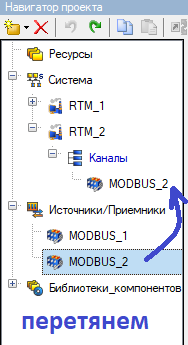 Навигатор проекта
Ресурсы
Система
RTM_1
RTM_2
Каналы
MODBUS_2
Источники/Приемники
MODBUS_1
MODBUS_2
Библиотеки_компонентов
перетянем